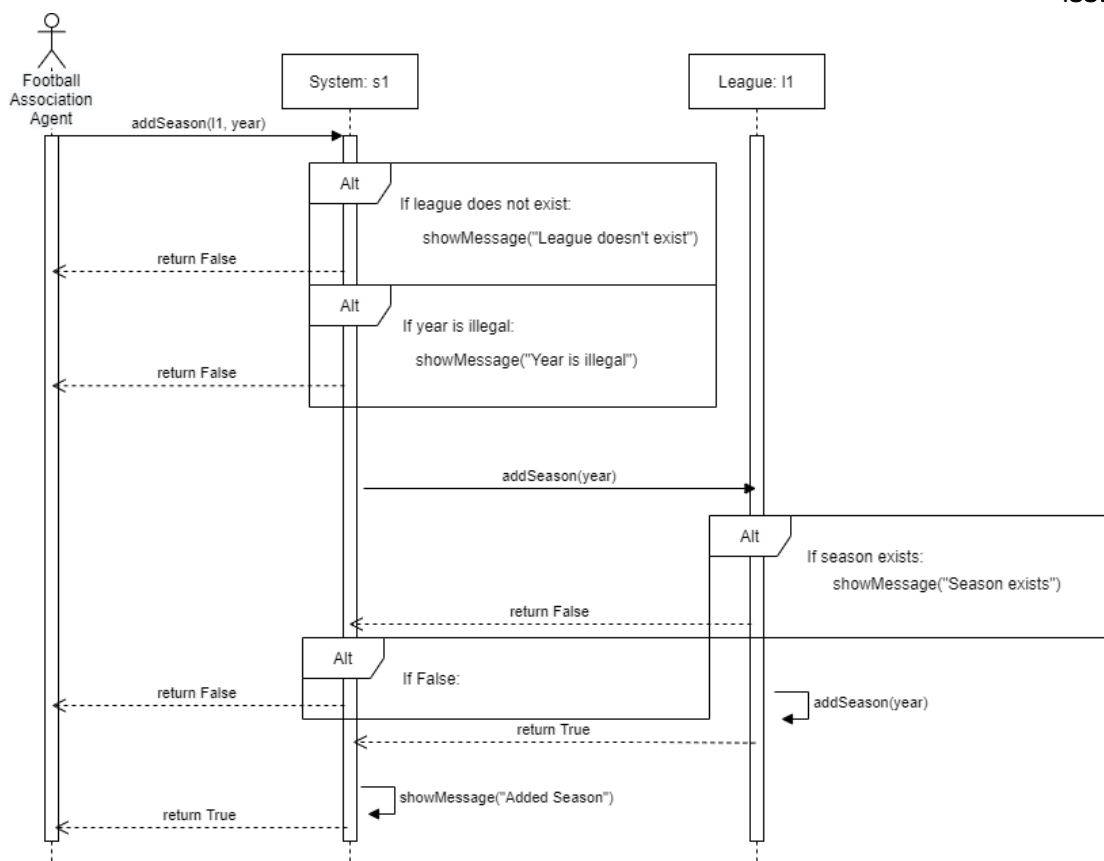 Football
Association
Agent
System: s1
League: l1
addSeason(l1, year)
Alt
If league does not exist:
showMessage("League doesn't exist")
return False
Alt
If year is illegal:
showMessage("Year is illegal")
return False
addSeason(year)
Alt
If season exists:
showMessage("Season exists")
return False
Alt
If False:
return False
addSeason(year)
return True
showMessage("Added Season")
return True